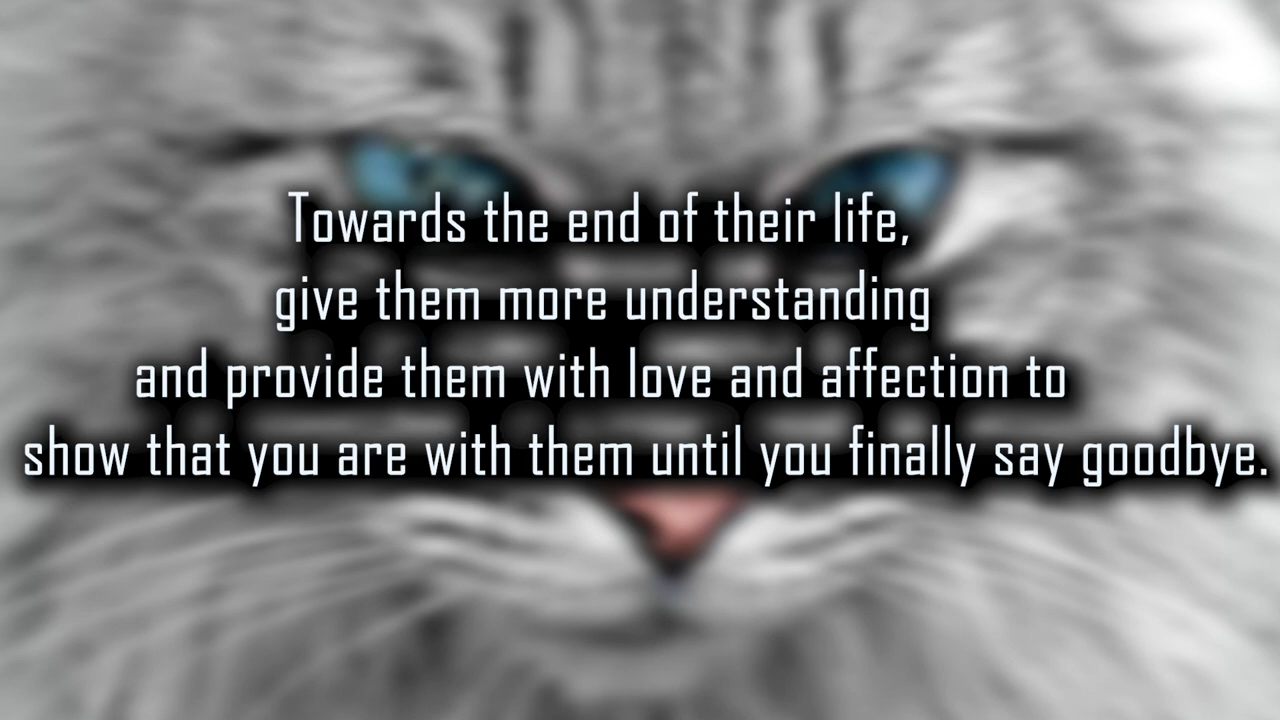 Towards the end of their life,
give them more understanding
and provide them with love and affection to
show that you are with them until you finally say goodbye.